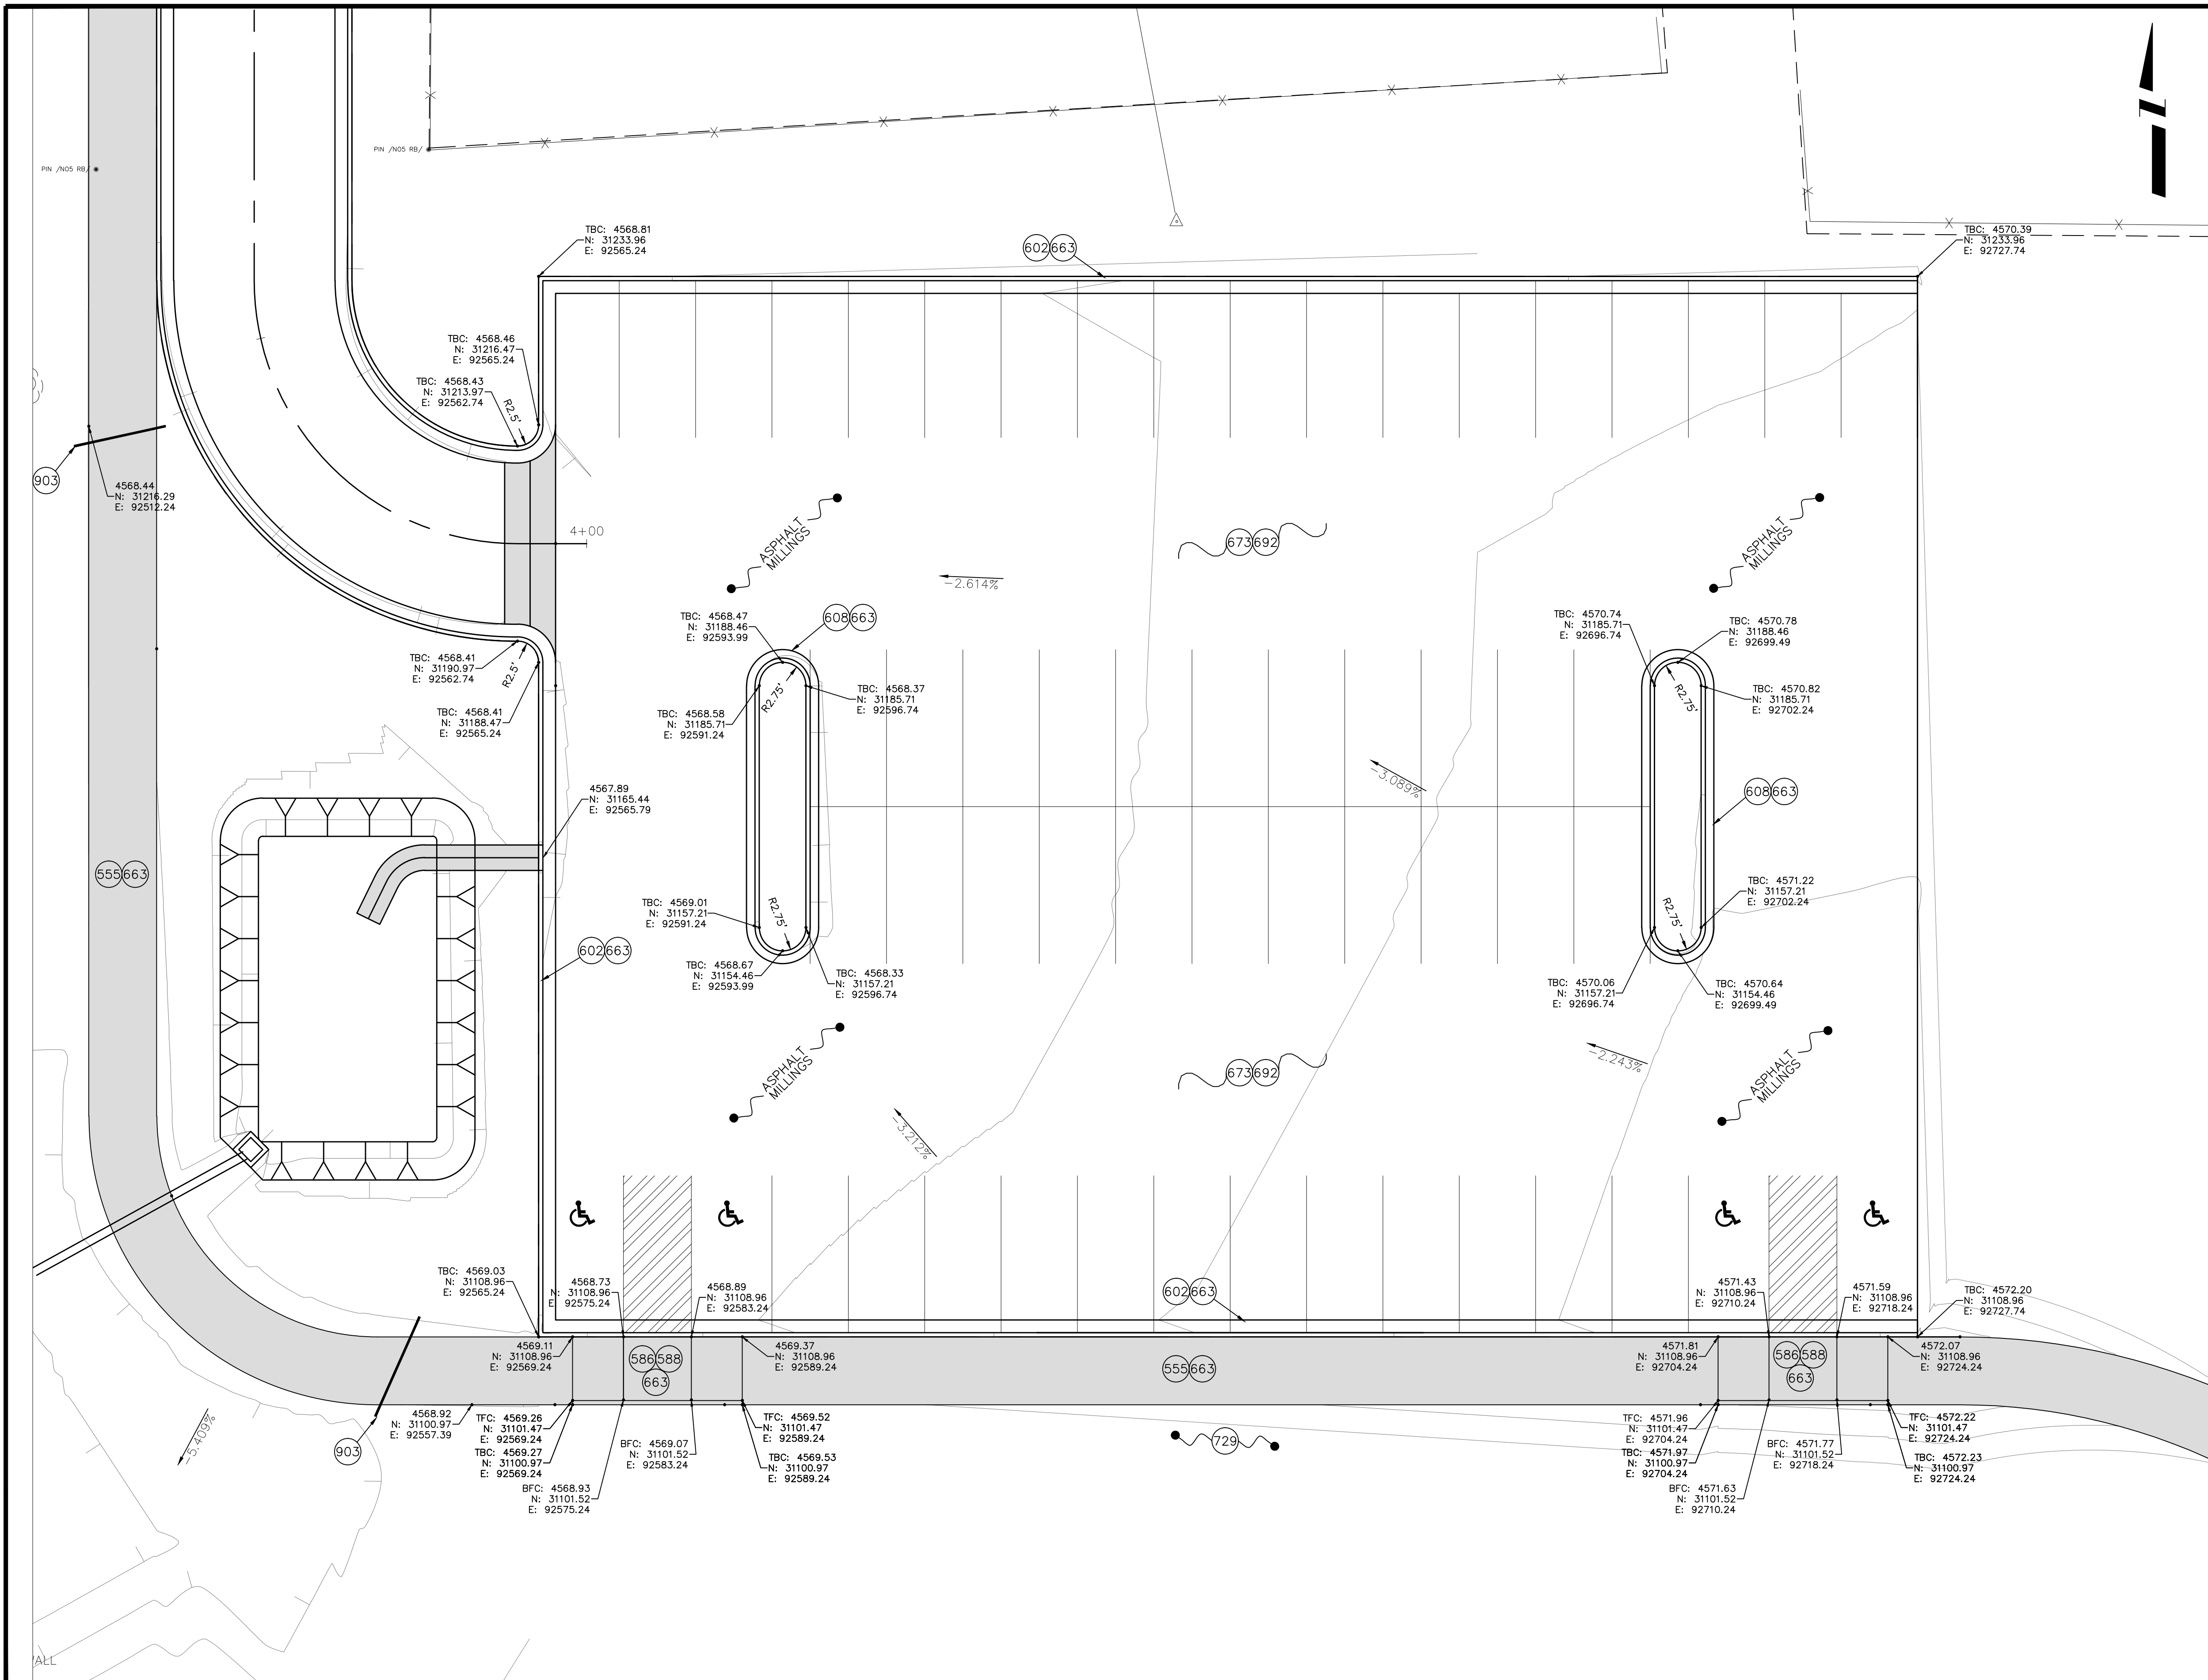 PIN /N05 RB/
PIN /N05 RB/
TBC: 4568.81
N: 31233.96
E: 92565.24
602 663
TBC: 4570.39
N: 31233.96
E: 92727.74
TBC: 4568.46
N: 31216.47
E: 92565.24
TBC: 4568.43
N: 31213.97
E: 92562.74
R2.5'
903
4568.44
N: 31216.29
E: 92512.24
4+00
ASPHALT
MILLINGS
673 692
ASPHALT
MILLINGS
-2.614%
TBC: 4568.47
N: 31188.46
E: 92593.99
608 663
TBC: 4570.74
N: 31185.71
E: 92696.74
TBC: 4570.78
N: 31188.46
E: 92699.49
TBC: 4568.41
N: 31190.97
E: 92562.74
R2.5'
TBC: 4568.41
N: 31188.47
E: 92565.24
TBC: 4568.58
N: 31185.71
E: 92591.24
R2.75'
TBC: 4568.37
N: 31185.71
E: 92596.74
R2.75'
TBC: 4570.82
N: 31185.71
E: 92702.24
4567.89
N: 31165.44
E: 92565.79
-3.089%
608 663
555 663
TBC: 4569.01
N: 31157.21
E: 92591.24
R2.75'
R2.75'
TBC: 4571.22
N: 31157.21
E: 92702.24
602 663
TBC: 4568.67
N: 31154.46
E: 92593.99
TBC: 4568.33
N: 31157.21
E: 92596.74
TBC: 4570.06
N: 31157.21
E: 92696.74
TBC: 4570.64
N: 31154.46
E: 92699.49
ASPHALT
MILLINGS
673 692
-2.243%
ASPHALT
MILLINGS
-3.212%
TBC: 4569.03
N: 31108.96
E: 92565.24
4568.73
N: 31108.96
E: 92575.24
4568.89
N: 31108.96
E: 92583.24
602 663
4571.43
N: 31108.96
E: 92710.24
4571.59
N: 31108.96
E: 92718.24
TBC: 4572.20
N: 31108.96
E: 92727.74
4569.11
N: 31108.96
E: 92569.24
586 588
663
4569.37
N: 31108.96
E: 92589.24
555 663
4571.81
N: 31108.96
E: 92704.24
586 588
663
4572.07
N: 31108.96
E: 92724.24
-5.409%
903
4568.92
N: 31100.97
E: 92557.39
TFC: 4569.26
N: 31101.47
E: 92569.24
TBC: 4569.27
N: 31100.97
E: 92569.24
BFC: 4568.93
N: 31101.52
E: 92575.24
BFC: 4569.07
N: 31101.52
E: 92583.24
TFC: 4569.52
N: 31101.47
E: 92589.24
TBC: 4569.53
N: 31100.97
E: 92589.24
729
TFC: 4571.96
N: 31101.47
E: 92704.24
TBC: 4571.97
N: 31100.97
E: 92704.24
BFC: 4571.63
N: 31101.52
E: 92710.24
BFC: 4571.77
N: 31101.52
E: 92718.24
TFC: 4572.22
N: 31101.47
E: 92724.24
TBC: 4572.23
N: 31100.97
E: 92724.24